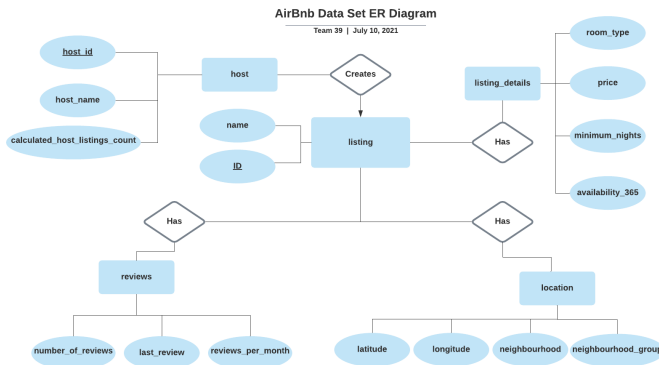 AirBnb Data Set ER Diagram
Team 39 | July 10, 2021
host_id
host
Creates
listing_details
room_type
host_name
price
calculated_host_listings_count
name
listing
Has
minimum_nights
ID
availability_365
Has
Has
reviews
location
number_of_reviews
last_review
reviews_per_month
latitude
longitude
neighbourhood
neighbourhood_group